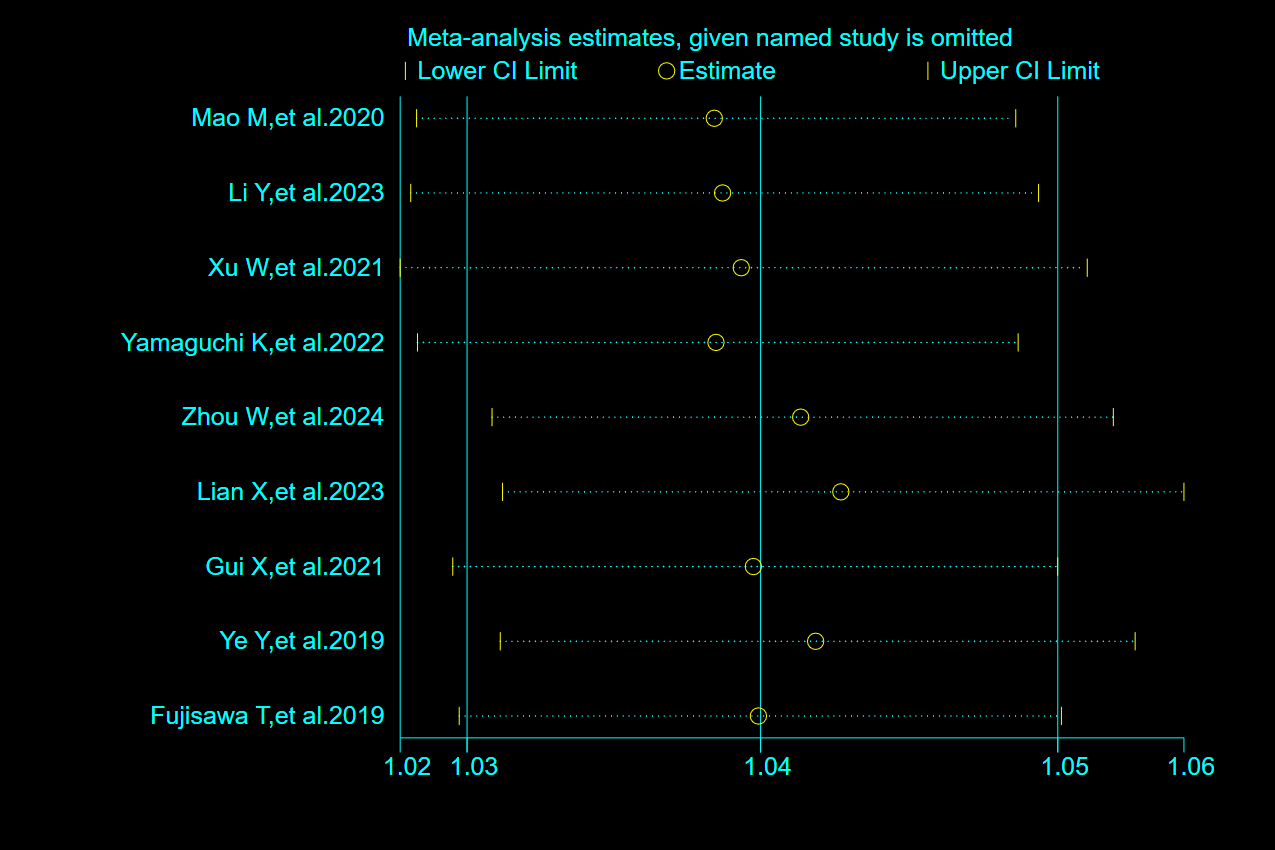 Meta-analysis estimates, given named study is omitted
Lower CI Limit Estimate Upper CI Limit
Mao M,et al.2020
Li Y,et al.2023
Xu W,et al.2021
Yamaguchi K,et al.2022
Zhou W,et al.2024
Lian X,et al.2023
Gui X,et al.2021
Ye Y,et al.2019
Fujisawa T,et al.2019
1.02 1.03 1.04 1.05 1.06